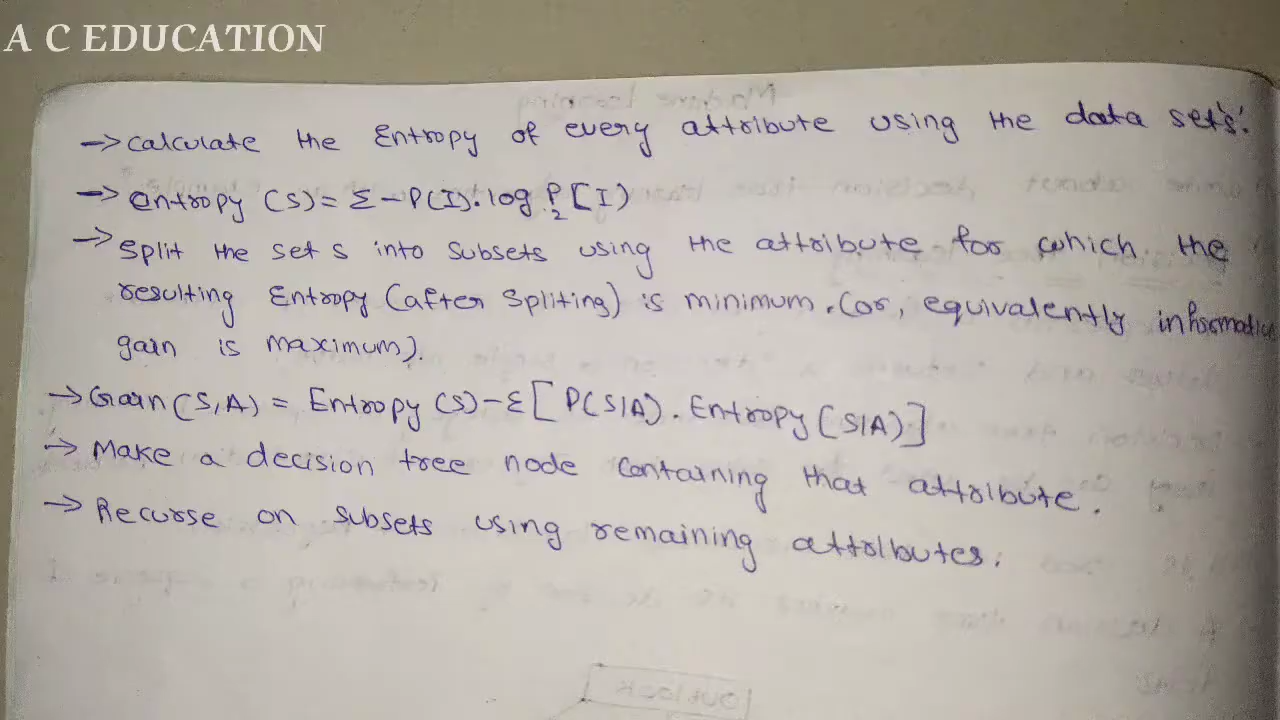 A C EDUCATION
→ calculate the Entropy of every attribute using the data sets'.
→ entropy (S) = Σ - P(I) . log P₂ [I)
→ split the set s into subsets using the attribute for which the
resulting Entropy (after Spliting) is minimum. (or, equivalently information
gain is maximum).
→ Gain (S,A) = Entropy (S) - Σ [ P(S|A) . Entropy (S|A) ]
→ Make a decision tree node containing that attribute.
→ Recurse on subsets using remaining attributes.